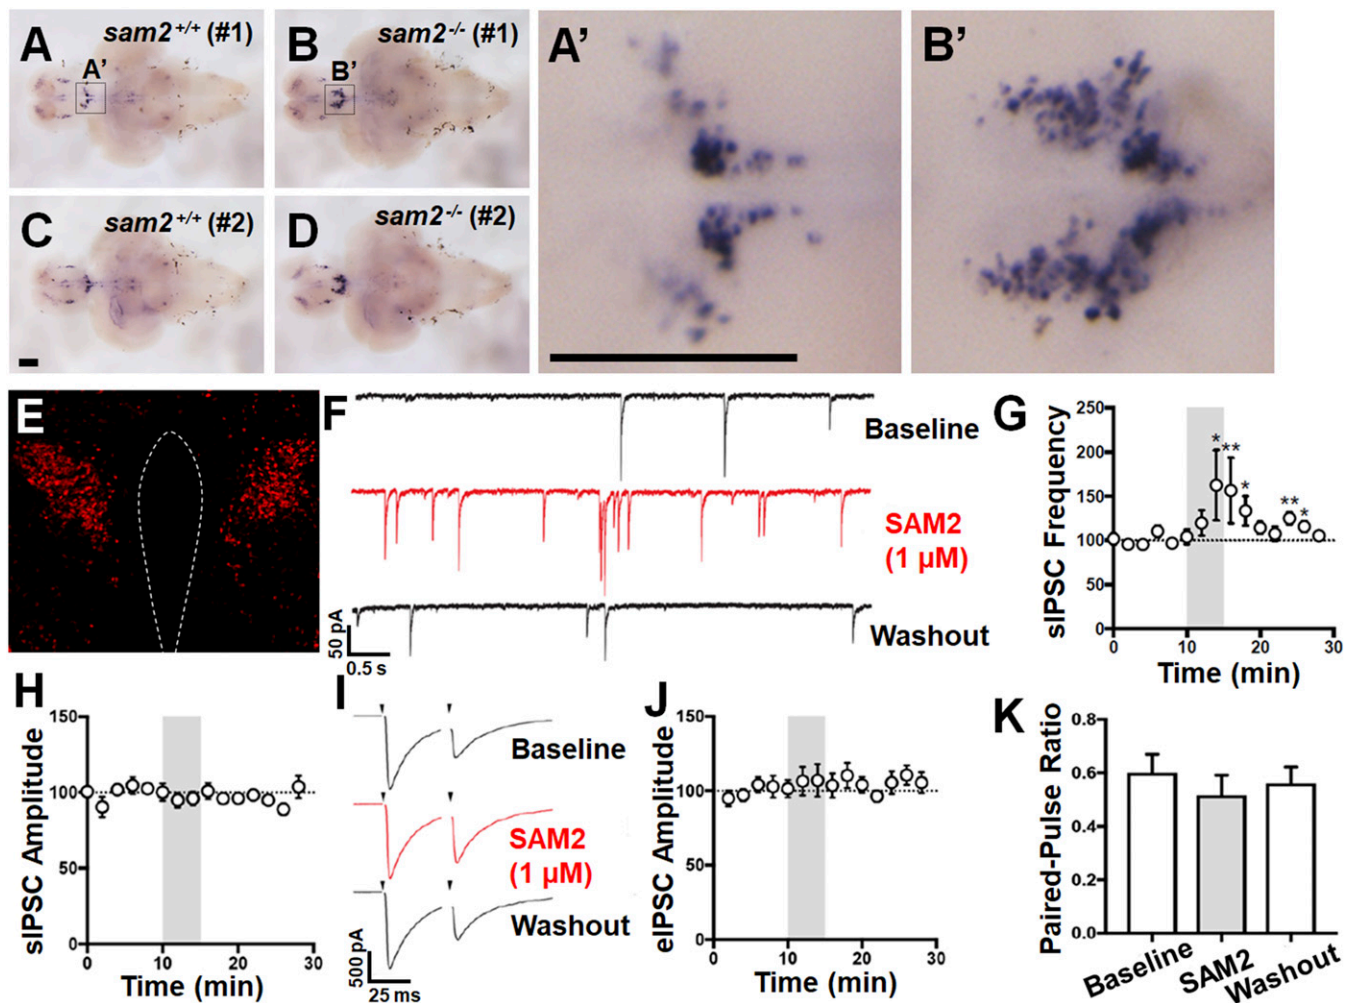 A sam2+/+ (#1)
A'
B sam2-/- (#1)
B'
A'
B'
C sam2+/+ (#2)
D sam2-/- (#2)
E
F
Baseline
SAM2
(1 µM)
Washout
50 pA
0.5 s
G
sIPSC Frequency
250
200
150
100
50
0
0 10 20 30
Time (min)
* ** * ** *
H
sIPSC Amplitude
150
100
50
0
0 10 20 30
Time (min)
I
Baseline
SAM2
(1 µM)
Washout
500 pA
25 ms
J
eIPSC Amplitude
150
100
50
0
0 10 20 30
Time (min)
K
Paired-Pulse Ratio
0.8
0.6
0.4
0.2
0.0
Baseline
SAM2
Washout